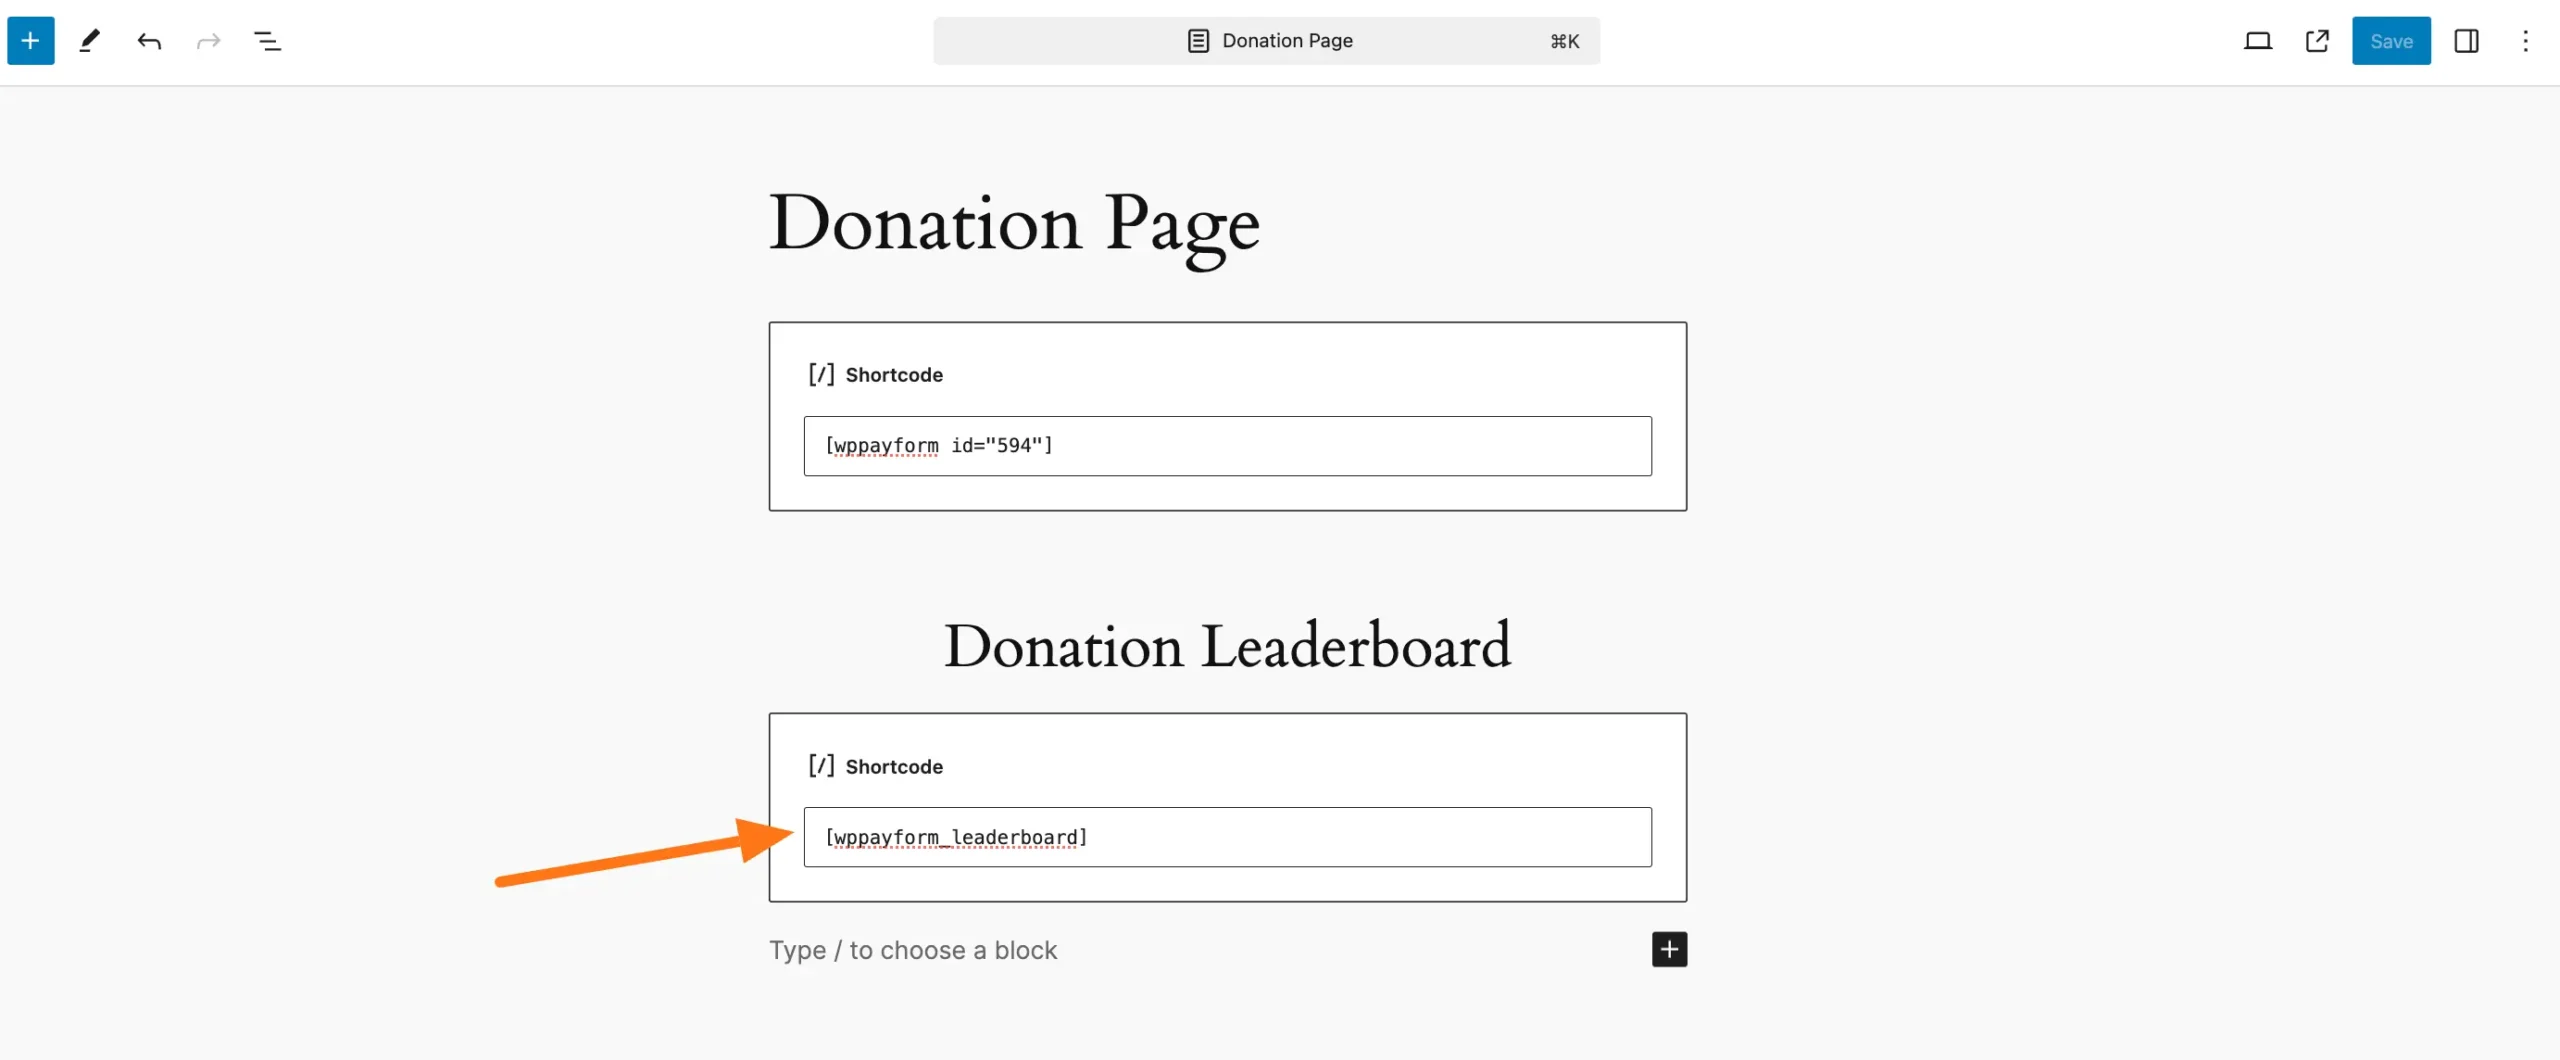 Donation Page ⌘K
Save
Donation Page
[/] Shortcode
[wppayform id="594"]
Donation Leaderboard
[/] Shortcode
[wppayform_leaderboard]
Type / to choose a block